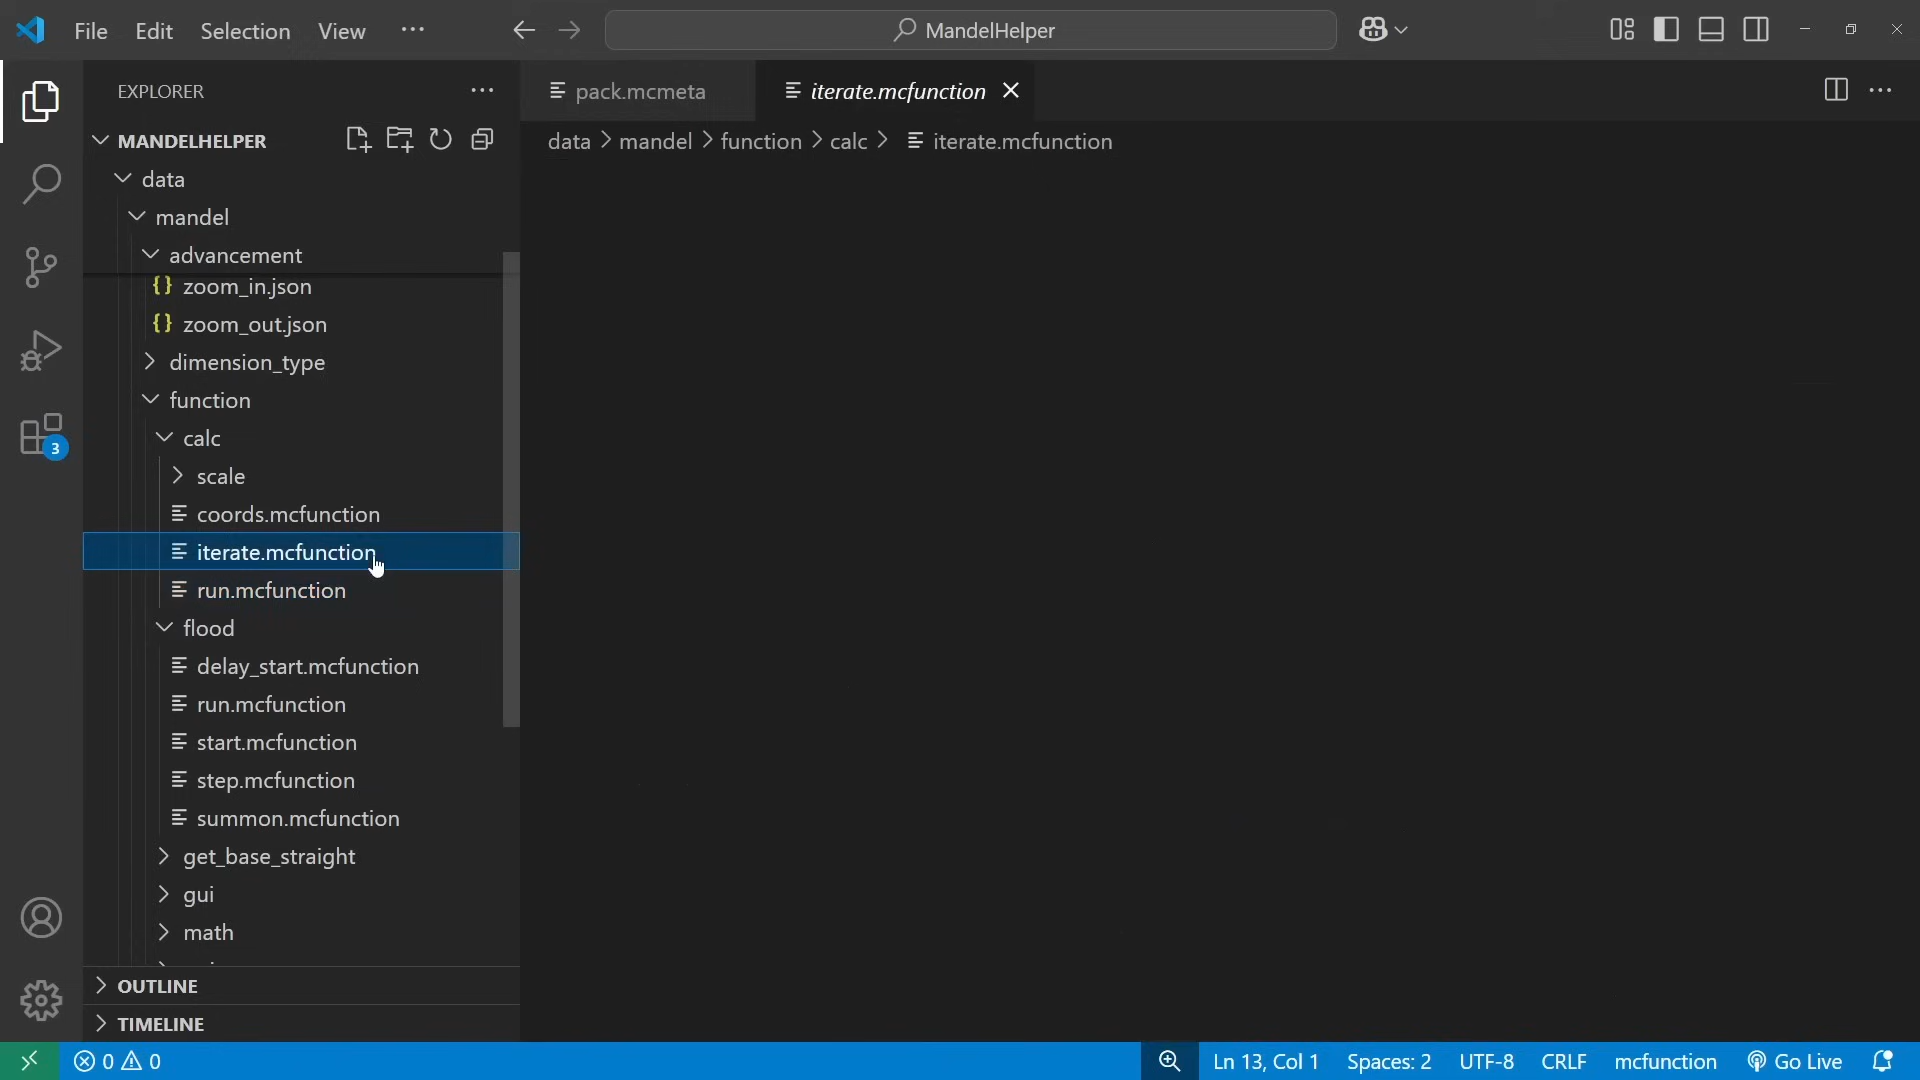 File Edit Selection View ··· MandelHelper
EXPLORER ···
pack.mcmeta
iterate.mcfunction
MANDELHELPER
data > mandel > function > calc > iterate.mcfunction
data
mandel
advancement
{} zoom_in.json
{} zoom_out.json
dimension_type
function
calc
scale
coords.mcfunction
iterate.mcfunction
run.mcfunction
flood
delay_start.mcfunction
run.mcfunction
start.mcfunction
step.mcfunction
summon.mcfunction
get_base_straight
gui
math
OUTLINE
TIMELINE
3
0 0 Ln 13, Col 1 Spaces: 2 UTF-8 CRLF mcfunction Go Live